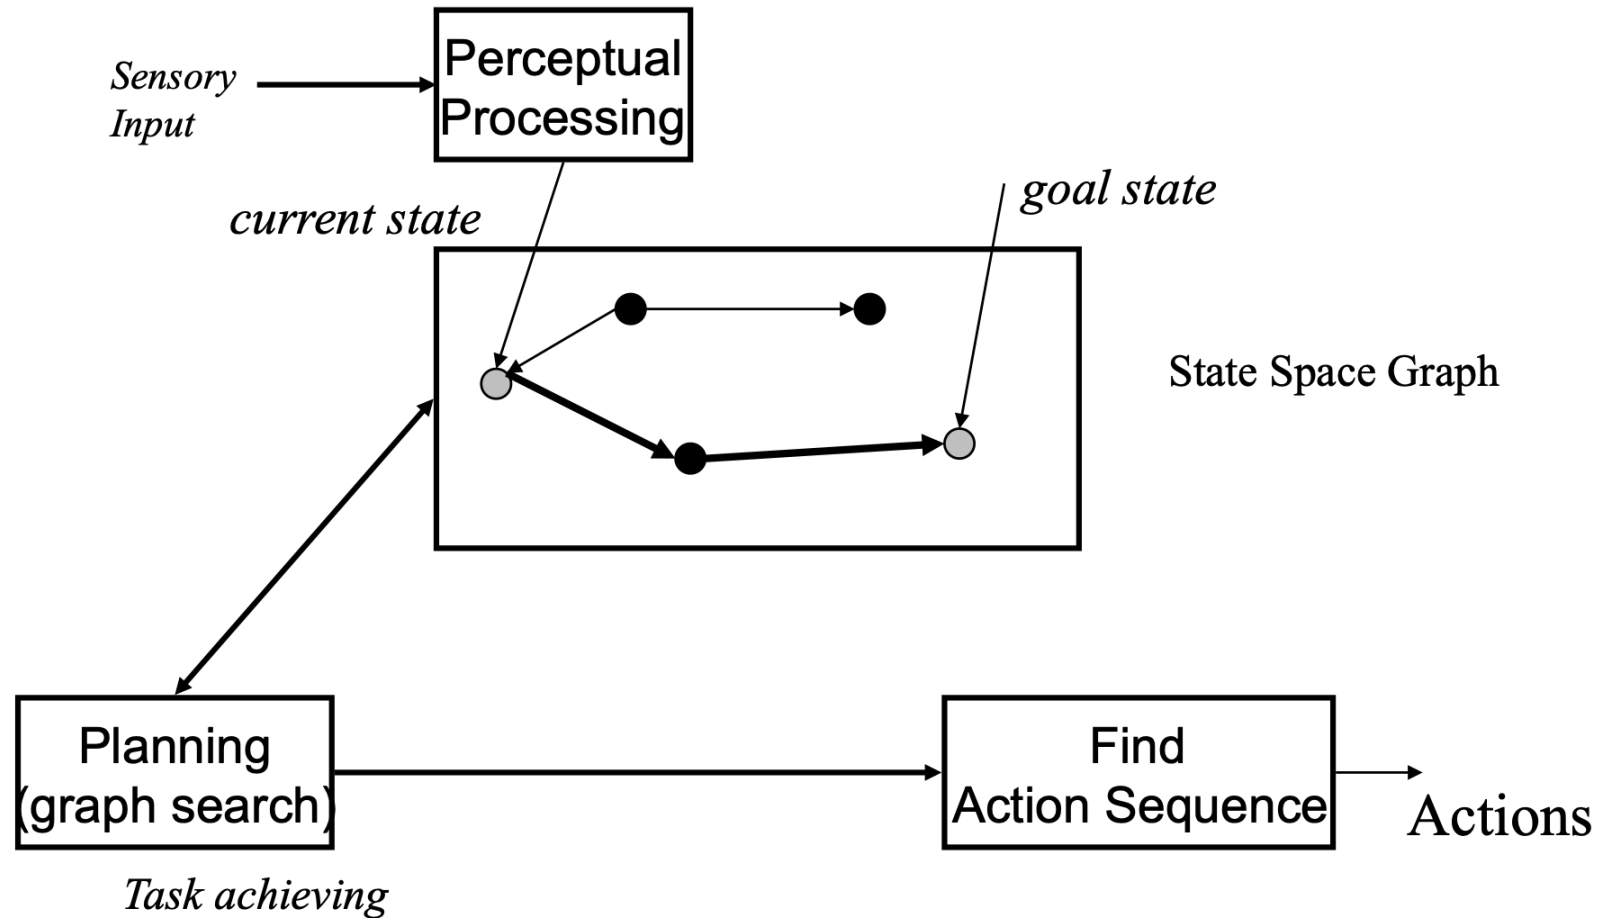 Sensory
Input
Perceptual
Processing
current state
goal state
State Space Graph
Planning
(graph search)
Task achieving
Find
Action Sequence
Actions